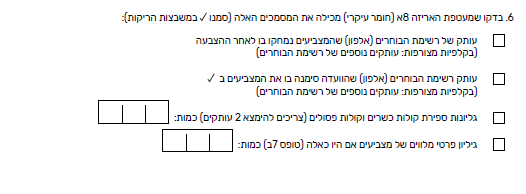 6. בדקו שמעטפת האריזה 8א (חומר עיקרי) מכילה את המסמכים האלה (סמנו ✓ במשבצות הריקות):
עותק של רשימת הבוחרים (אלפון) שהמצביעים נמחקו בו לאחר ההצבעה
(בקלפיות מצורפות: עותקים נוספים של רשימת הבוחרים)
עותק רשימת הבוחרים (אלפון) שהוועדה סימנה בו את המצביעים ב ✓
(בקלפיות מצורפות: עותקים נוספים של רשימת הבוחרים)
גליונות ספירת קולות כשרים וקולות פסולים (צריכים להימצא 2 עותקים) כמות:
גיליון פרטי מלווים של מצביעים אם היו כאלה (טופס 7ב) כמות: